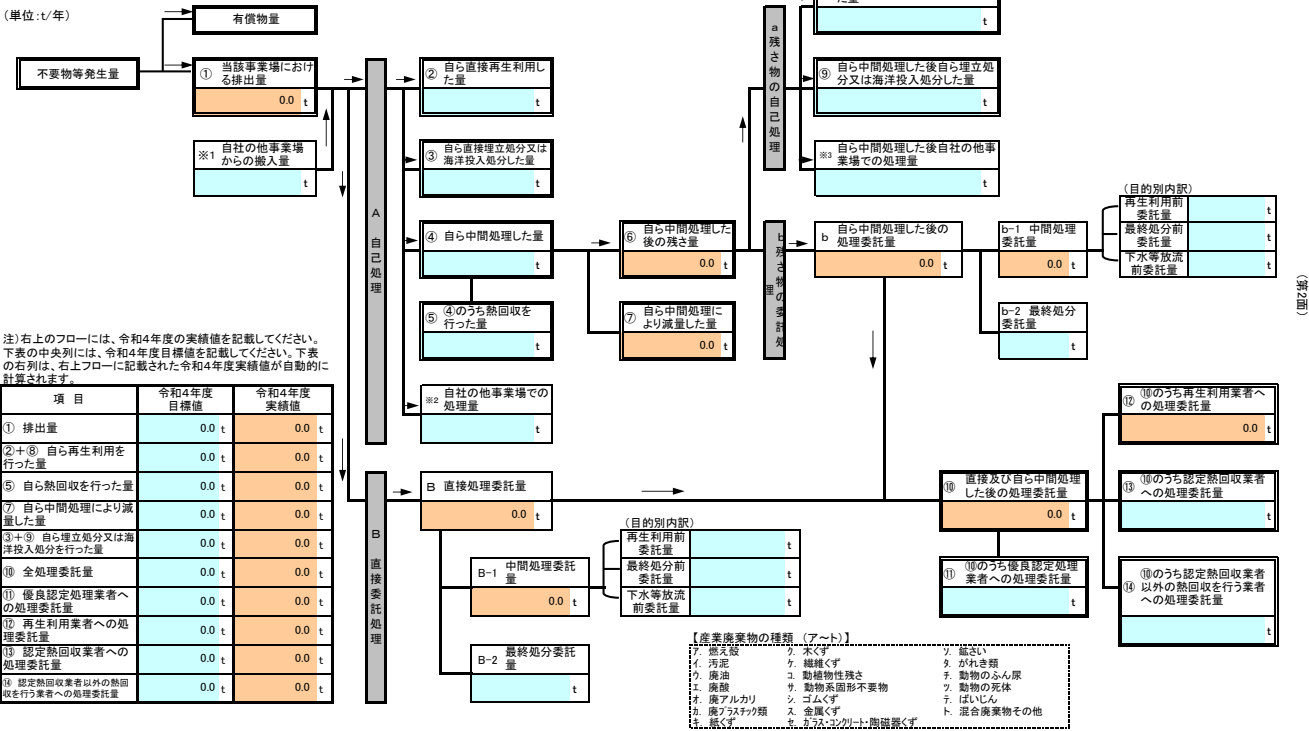 (単位:t/年)
有償物量
不要物等発生量
① 当該事業場におけ
る排出量
0.0 t
※1 自社の他事業場
からの搬入量
t
A 自己処理
② 自ら直接再生利用し
た量
t
③ 自ら直接埋立処分又は
海洋投入処分した量
t
④ 自ら中間処理した量
t
⑤ ④のうち熱回収を
行った量
t
※2 自社の他事業場での
処理量
t
⑥ 自ら中間処理した
後の残さ量
0.0 t
⑦ 自ら中間処理に
より減量した量
0.0 t
a 残さ物の自己処理
た量
t
⑨ 自ら中間処理した後自ら埋立処
分又は海洋投入処分した量
t
※3 自ら中間処理した後自社の他事
業場での処理量
t
b 残さ物の委託処理
b 自ら中間処理した後の
処理委託量
0.0 t
b-1 中間処理
委託量
0.0 t
(目的別内訳)
再生利用前
委託量 t
最終処分前
委託量 t
下水等放流
前委託量 t
b-2 最終処分
委託量
t
(第2面)
注)右上のフローには、令和4年度の実績値を記載してください。
下表の中央列には、令和4年度目標値を記載してください。下表
の右列は、右上フローに記載された令和4年度実績値が自動的に
計算されます。
項 目 令和4年度
目標値 令和4年度
実績値
① 排出量 0.0 t 0.0 t
②+⑧ 自ら再生利用を
行った量 0.0 t 0.0 t
⑤ 自ら熱回収を行った量 0.0 t 0.0 t
⑦ 自ら中間処理により減
量した量 0.0 t 0.0 t
③+⑨ 自ら埋立処分又は海
洋投入処分を行った量 0.0 t 0.0 t
⑩ 全処理委託量 0.0 t 0.0 t
⑪ 優良認定処理業者へ
の処理委託量 0.0 t 0.0 t
⑫ 再生利用業者への処
理委託量 0.0 t 0.0 t
⑬ 認定熱回収業者への
処理委託量 0.0 t 0.0 t
⑭ 認定熱回収業者以外の熱回
収を行う業者への処理委託量 0.0 t 0.0 t
B 直接委託処理
B 直接処理委託量
0.0 t
B-1 中間処理委託
量
0.0 t
(目的別内訳)
再生利用前
委託量 t
最終処分前
委託量 t
下水等放流
前委託量 t
B-2 最終処分委託
量
t
⑩ 直接及び自ら中間処理
した後の処理委託量
0.0 t
⑪ ⑩のうち優良認定処理
業者への処理委託量
t
⑫ ⑩のうち再生利用業者へ
の処理委託量
0.0 t
⑬ ⑩のうち認定熱回収業者
への処理委託量
t
⑭ ⑩のうち認定熱回収業者
以外の熱回収を行う業者
への処理委託量
t
【産業廃棄物の種類 (ア~ト)】
ア. 燃え殻 ク. 木くず ソ. 鉱さい
イ. 汚泥 ケ. 繊維くず タ. がれき類
ウ. 廃油 コ. 動植物性残さ チ. 動物のふん尿
エ. 廃酸 サ. 動物系固形不要物 ツ. 動物の死体
オ. 廃アルカリ シ. ゴムくず テ. ばいじん
カ. 廃プラスチック類 ス. 金属くず ト. 混合廃棄物その他
キ. 紙くず セ. ガラス・コンクリート・陶磁器くず